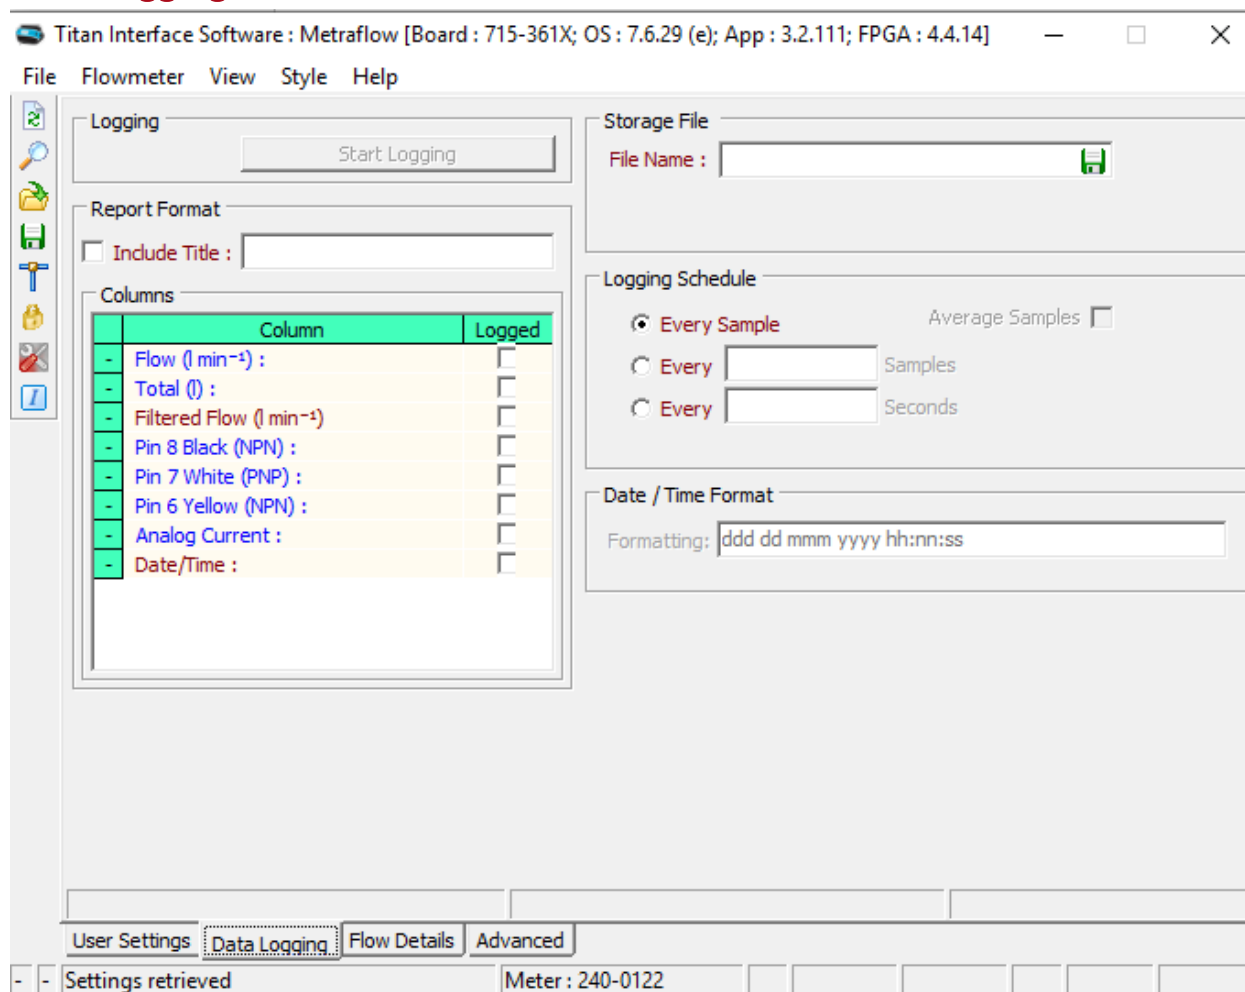 Titan Interface Software : Metraflow [Board : 715-361X; OS : 7.6.29 (e); App : 3.2.111; FPGA : 4.4.14]
File Flowmeter View Style Help
Logging
Start Logging
Report Format
Include Title :
Columns
Column Logged
- Flow (l min⁻¹) :
- Total (l) :
- Filtered Flow (l min⁻¹)
- Pin 8 Black (NPN) :
- Pin 7 White (PNP) :
- Pin 6 Yellow (NPN) :
- Analog Current :
- Date/Time :
Storage File
File Name :
Logging Schedule
Every Sample Average Samples
Every Samples
Every Seconds
Date / Time Format
Formatting: ddd dd mmm yyyy hh:nn:ss
User Settings Data Logging Flow Details Advanced
- - Settings retrieved Meter : 240-0122